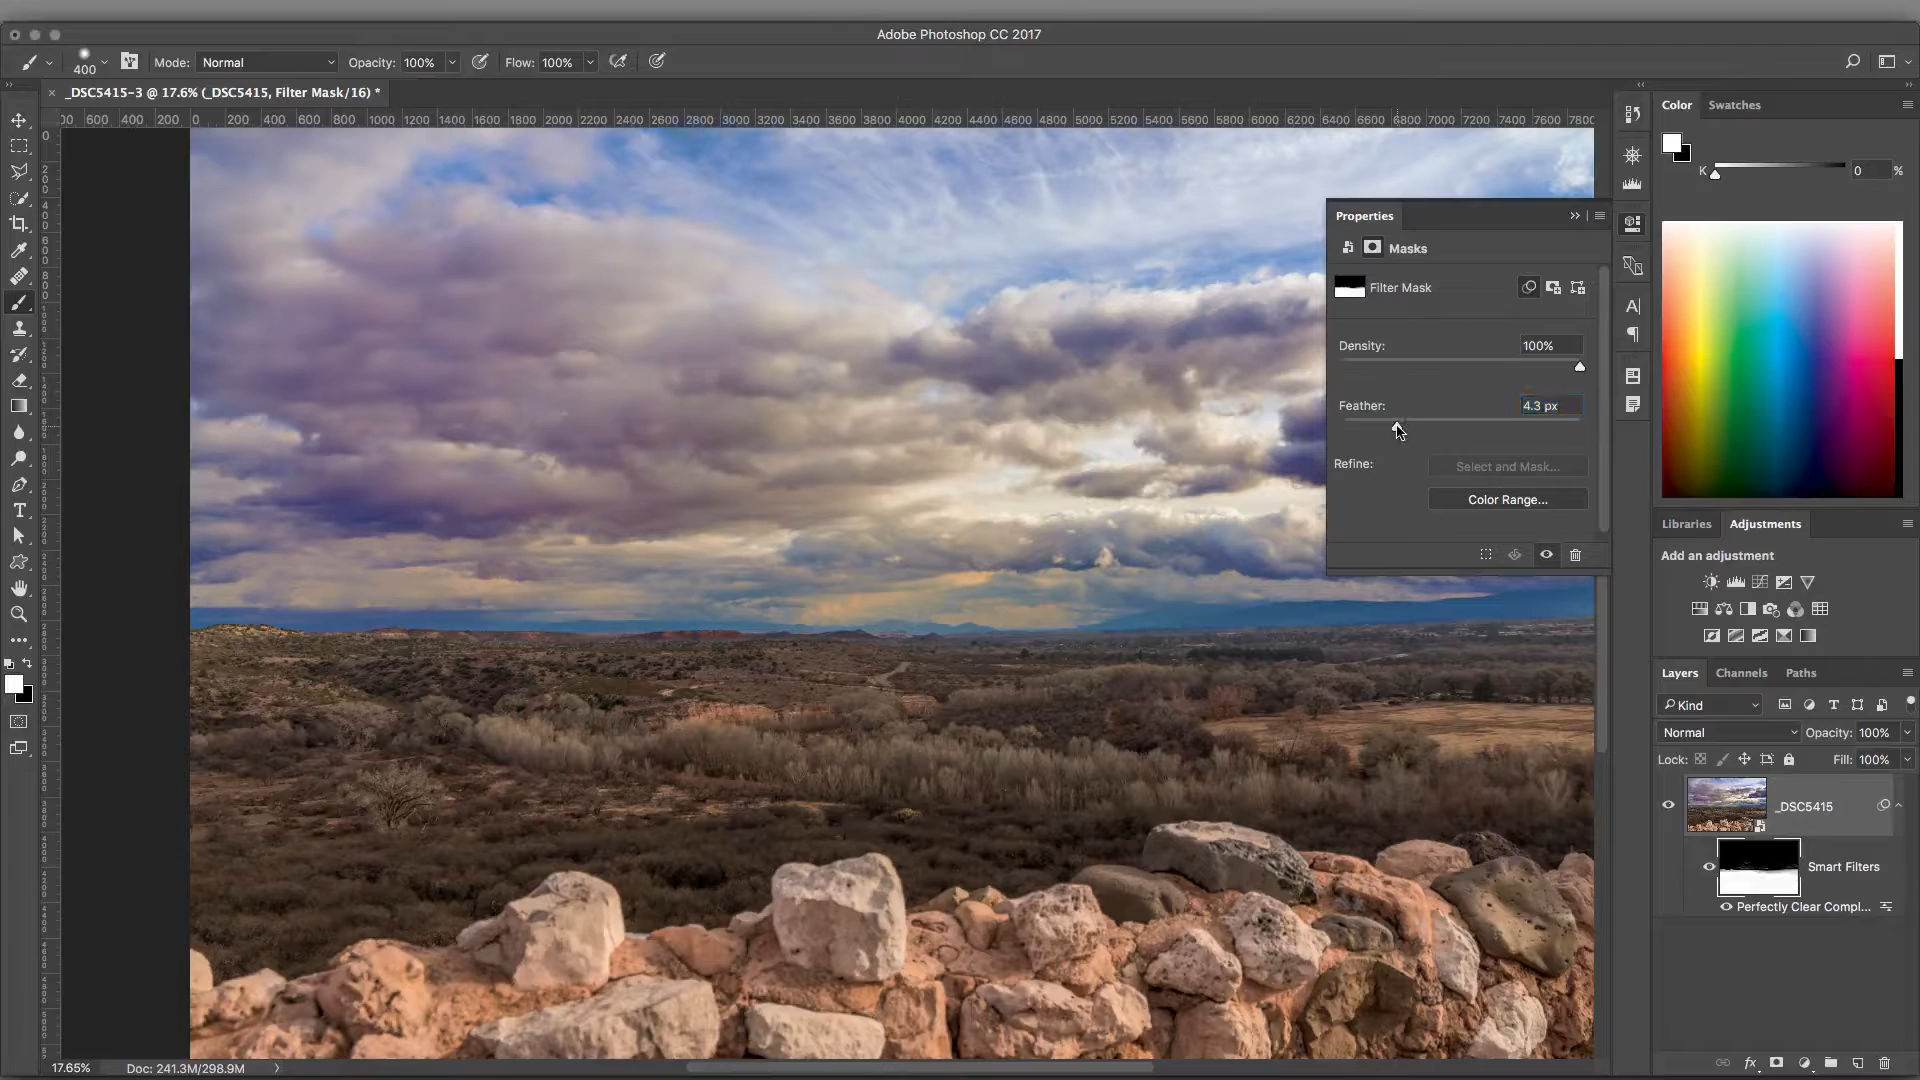 Adobe Photoshop CC 2017
400 Mode: Normal Opacity: 100% Flow: 100%
_DSC5415-3 @ 17.6% (_DSC5415, Filter Mask/16) *
600 400 200 0 200 400 600 800 1000 1200 1400 1600 1800 2000 2200 2400 2600 2800 3000 3200 3400 3600 3800 4000 4200 4400 4600 4800 5000 5200 5400 5600 5800 6000 6200 6400 6600 6800 7000 7200 7400 7600 7800
Color Swatches
K 0 %
Properties
Masks
Filter Mask
Density: 100%
Feather: 4.3 px
Refine: Select and Mask...
Color Range...
Libraries Adjustments
Add an adjustment
Layers Channels Paths
Kind
Normal Opacity: 100%
Lock: Fill: 100%
_DSC5415
Smart Filters
Perfectly Clear Compl...
17.65% Doc: 241.3M/298.9M